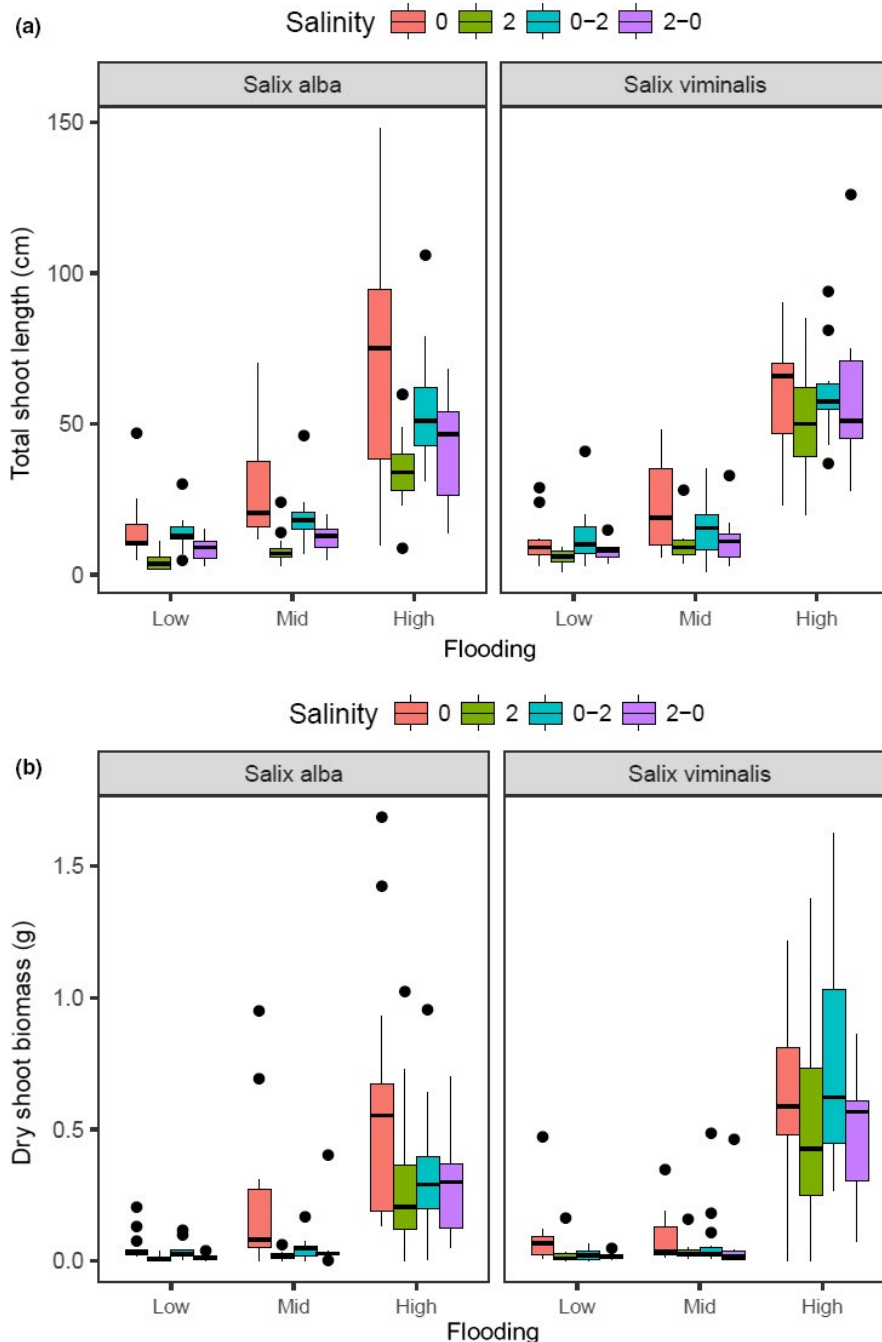 (a)
Salinity 0 2 0-2 2-0
Salix alba Salix viminalis
Total shoot length (cm)
150
100
50
0
Low Mid High Low Mid High
Flooding
Salinity 0 2 0-2 2-0
(b)
Salix alba Salix viminalis
Dry shoot biomass (g)
1.5
1.0
0.5
0.0
Low Mid High Low Mid High
Flooding